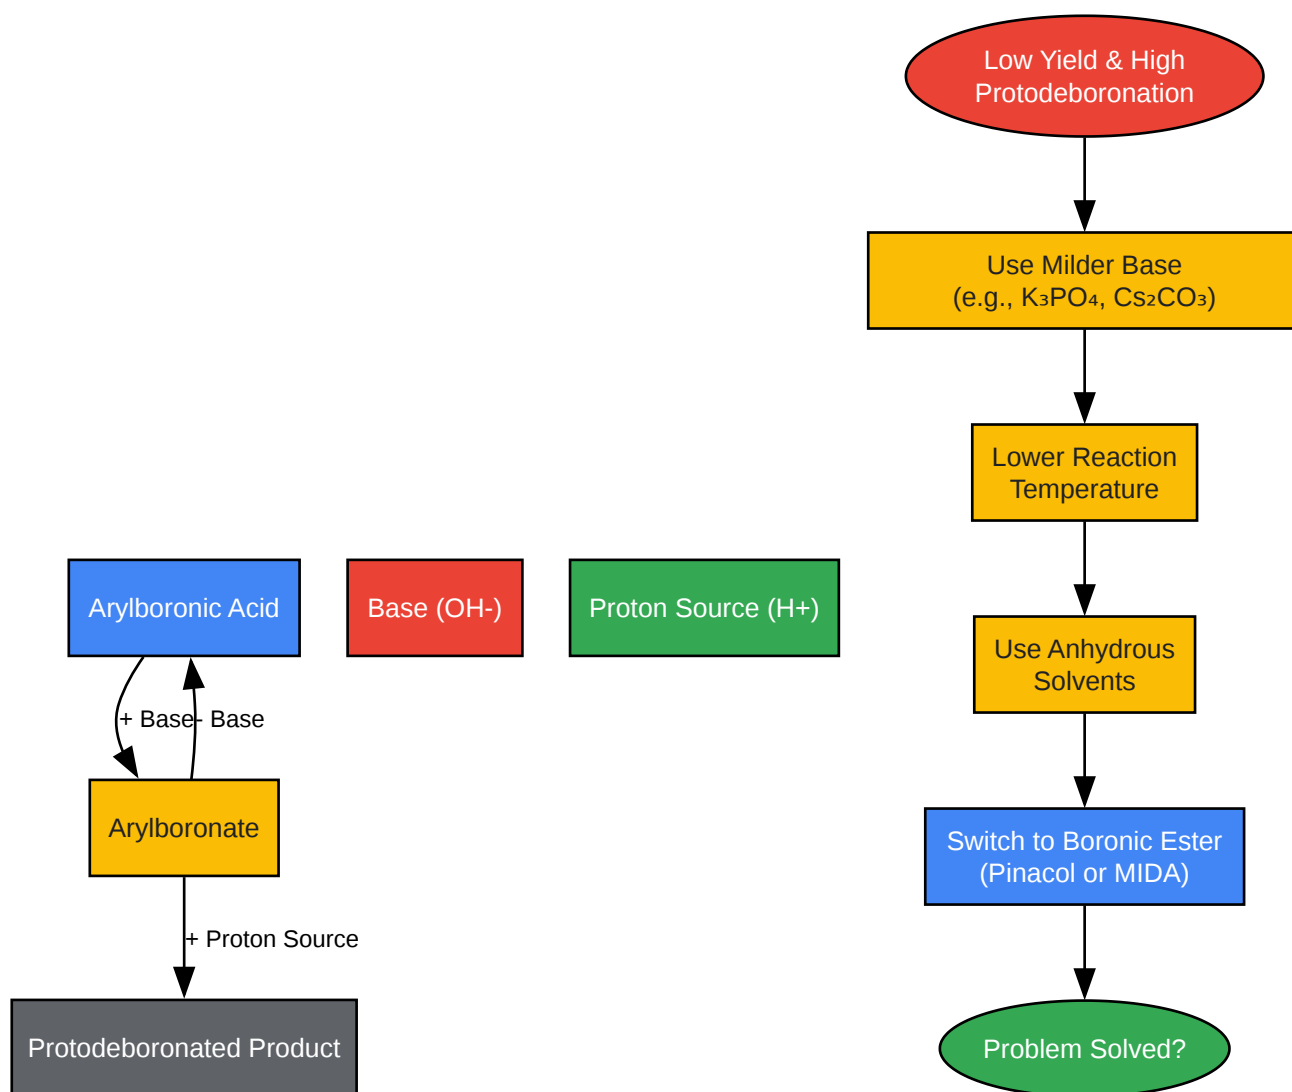 Low Yield & High
Protodeboronation
Use Milder Base
(e.g., K₃PO₄, Cs₂CO₃)
Lower Reaction
Temperature
Use Anhydrous
Solvents
Switch to Boronic Ester
(Pinacol or MIDA)
Problem Solved?
Arylboronic Acid
Base (OH-)
Proton Source (H+)
+ Base
- Base
Arylboronate
+ Proton Source
Protodeboronated Product